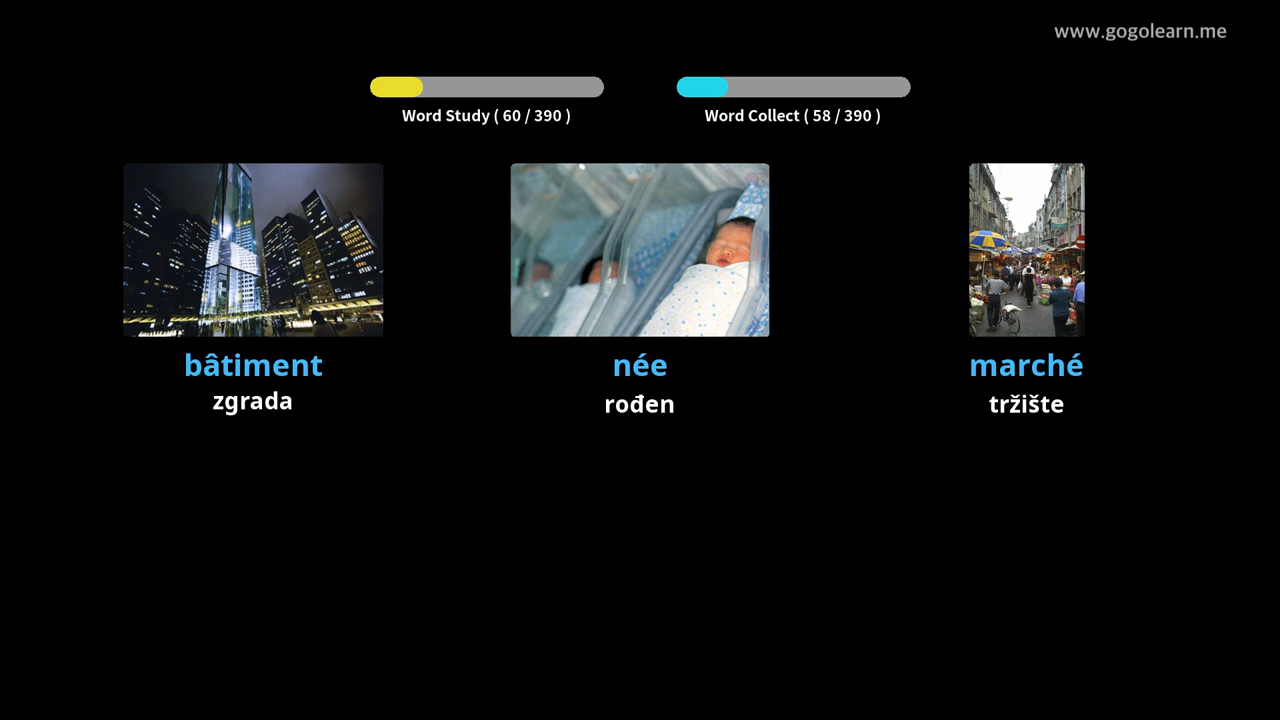 www.gogolearn.me
Word Study ( 60 / 390 )
Word Collect ( 58 / 390 )
bâtiment
zgrada
née
rođen
marché
tržište